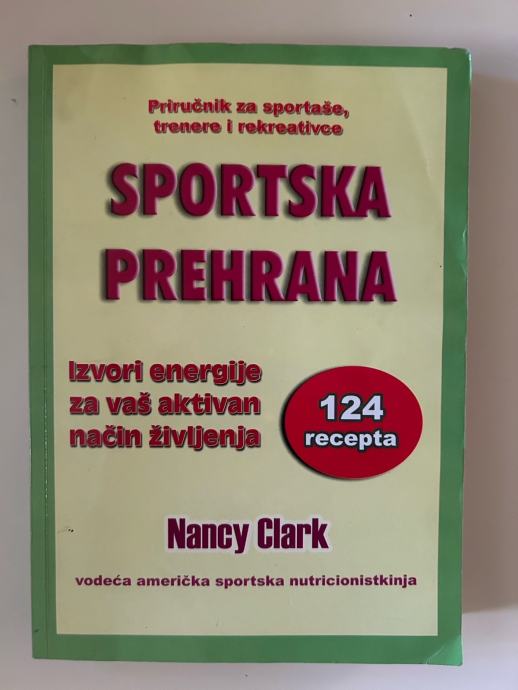 Priručnik za sportaše,
trenere i rekreativce
SPORTSKA
PREHRANA
Izvori energije
za vaš aktivan
način življenja
124
recepta
Nancy Clark
vodeća američka sportska nutricionistkinja